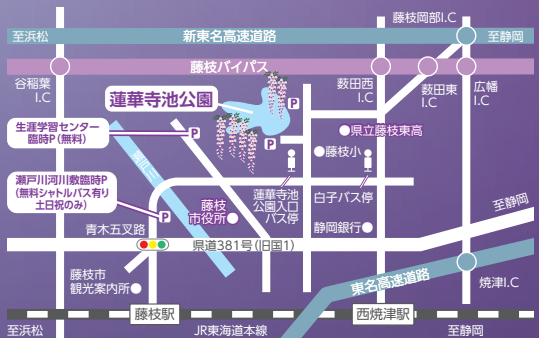 藤枝岡部I.C
至浜松
新東名高速道路
至静岡
藤枝バイパス
谷稲葉
I.C
薮田西
I.C
薮田東
I.C
広幡
I.C
蓮華寺池公園
P
県立藤枝東高
生涯学習センター
臨時P(無料)
P
P
藤枝小
瀬戸川河川敷臨時P
(無料シャトルバス有り
土日祝のみ)
P
瀬戸川
蓮華寺池
公園入口
バス停
白子バス停
藤枝
市役所
静岡銀行
至静岡
青木五叉路
県道381号(旧国1)
藤枝市
観光案内所
東名高速道路
焼津I.C
藤枝駅
西焼津駅
至浜松
JR東海道本線
至静岡